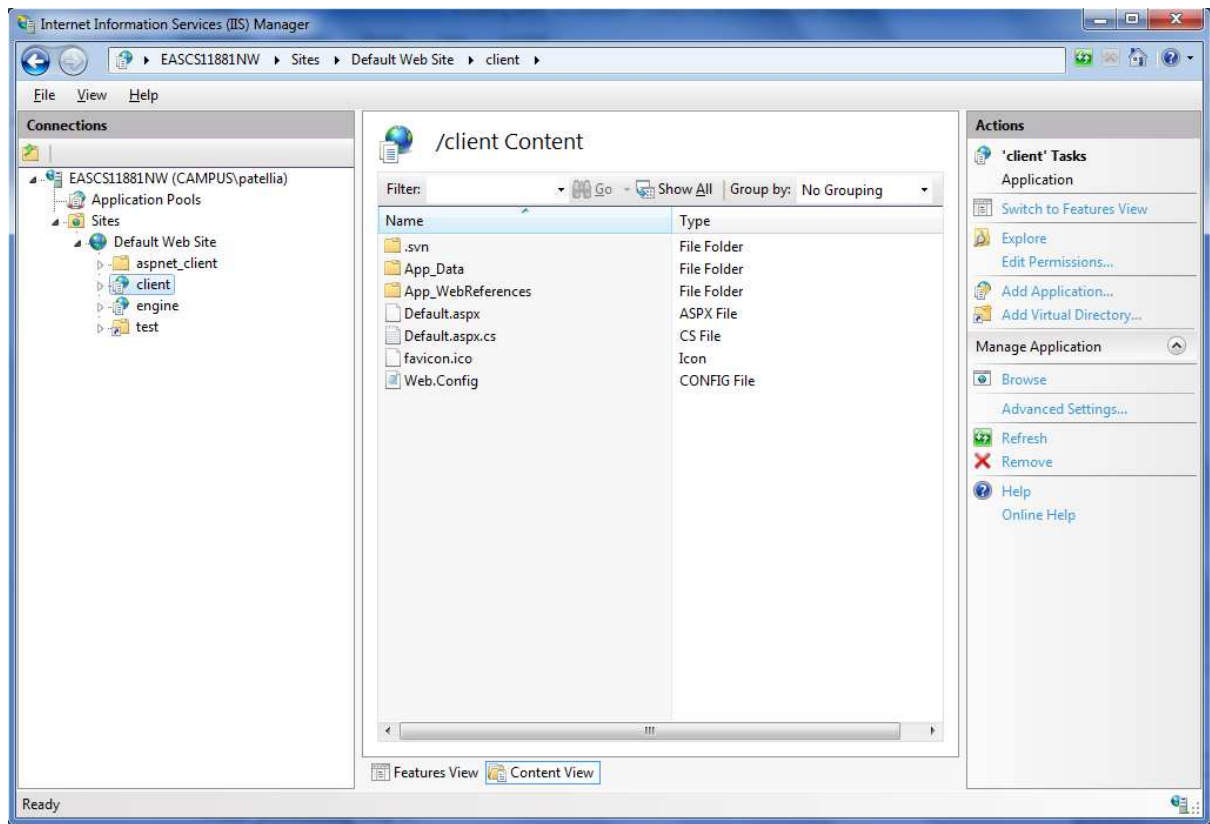 Internet Information Services (IIS) Manager
EASCS11881NW Sites Default Web Site client
File View Help
Connections
EASCS11881NW (CAMPUS\patellia)
Application Pools
Sites
Default Web Site
aspnet_client
client
engine
test
/client Content
Filter: Go Show All Group by: No Grouping
Name Type
.svn File Folder
App_Data File Folder
App_WebReferences File Folder
Default.aspx ASPX File
Default.aspx.cs CS File
favicon.ico Icon
Web.Config CONFIG File
Features View Content View
Actions
'client' Tasks
Application
Switch to Features View
Explore
Edit Permissions...
Add Application...
Add Virtual Directory...
Manage Application
Browse
Advanced Settings...
Refresh
Remove
Help
Online Help
Ready